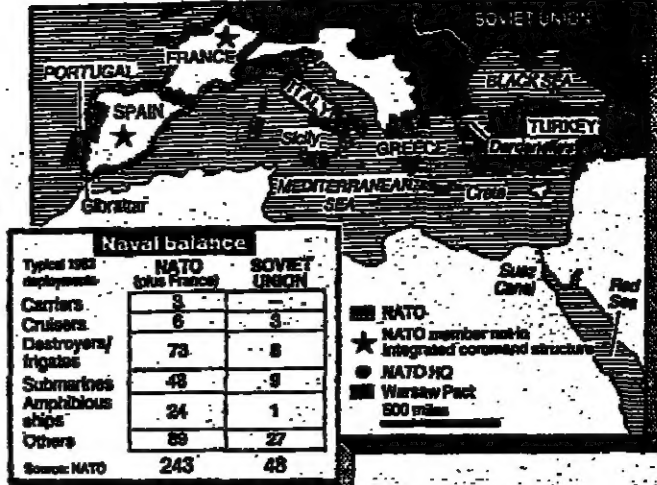 SOVIET UNION
FRANCE
PORTUGAL
BLACK SEA
SPAIN
ITALY
TURKEY
Sicily
GREECE
Dardanelles
MEDITERRANEAN
SEA
Crete
Gibraltar
Suez
Canal
Red
Sea
Naval balance
Typical
deployments
NATO
(plus France)
SOVIET
UNION
Carriers 3 —
Cruisers 6 3
Destroyers/
frigates 73 8
Submarines 48 9
Amphibious
ships 24 1
Others 89 27
Source: NATO 243 48
NATO
NATO member not in
integrated command structure
NATO HQ
Warsaw Pact
500 miles